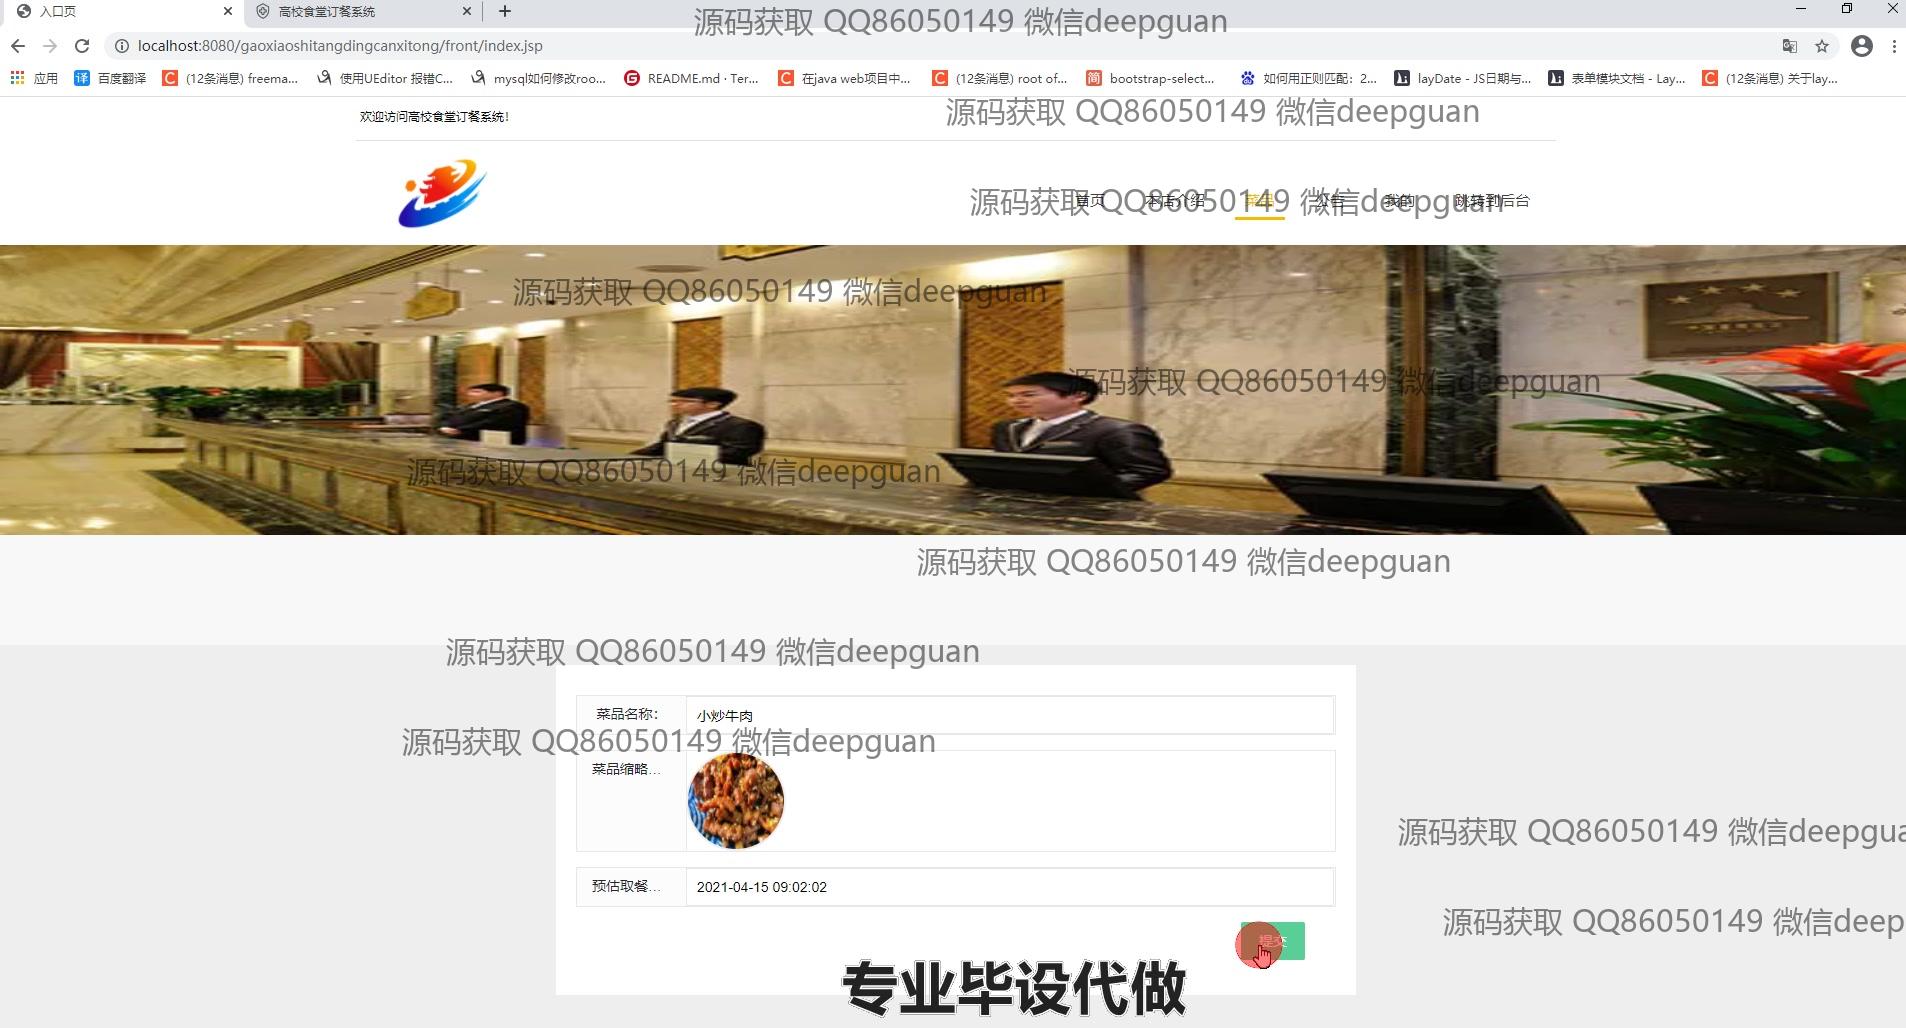 入口页
高校食堂订餐系统
源码获取 QQ86050149 微信deepguan
localhost:8080/gaoxiaoshitangdingcanxitong/front/index.jsp
应用
百度翻译
(12条消息) freema...
使用UEditor 报错C...
mysql如何修改roo...
README.md · Ter...
在java web项目中...
(12条消息) root of...
bootstrap-select...
如何用正则匹配：2...
layDate - JS日期与...
表单模块文档 - Lay...
(12条消息) 关于lay...
源码获取 QQ86050149 微信deepguan
欢迎访问高校食堂订餐系统!
首页
本店介绍
菜品
公告
我的
跳转到后台
源码获取 QQ86050149 微信deepguan
源码获取 QQ86050149 微信deepguan
源码获取 QQ86050149 微信deepguan
源码获取 QQ86050149 微信deepguan
源码获取 QQ86050149 微信deepguan
源码获取 QQ86050149 微信deepguan
菜品名称：
小炒牛肉
源码获取 QQ86050149 微信deepguan
菜品缩略...
源码获取 QQ86050149 微信deepgua
预估取餐...
2021-04-15 09:02:02
源码获取 QQ86050149 微信deep
提交
专业毕设代做